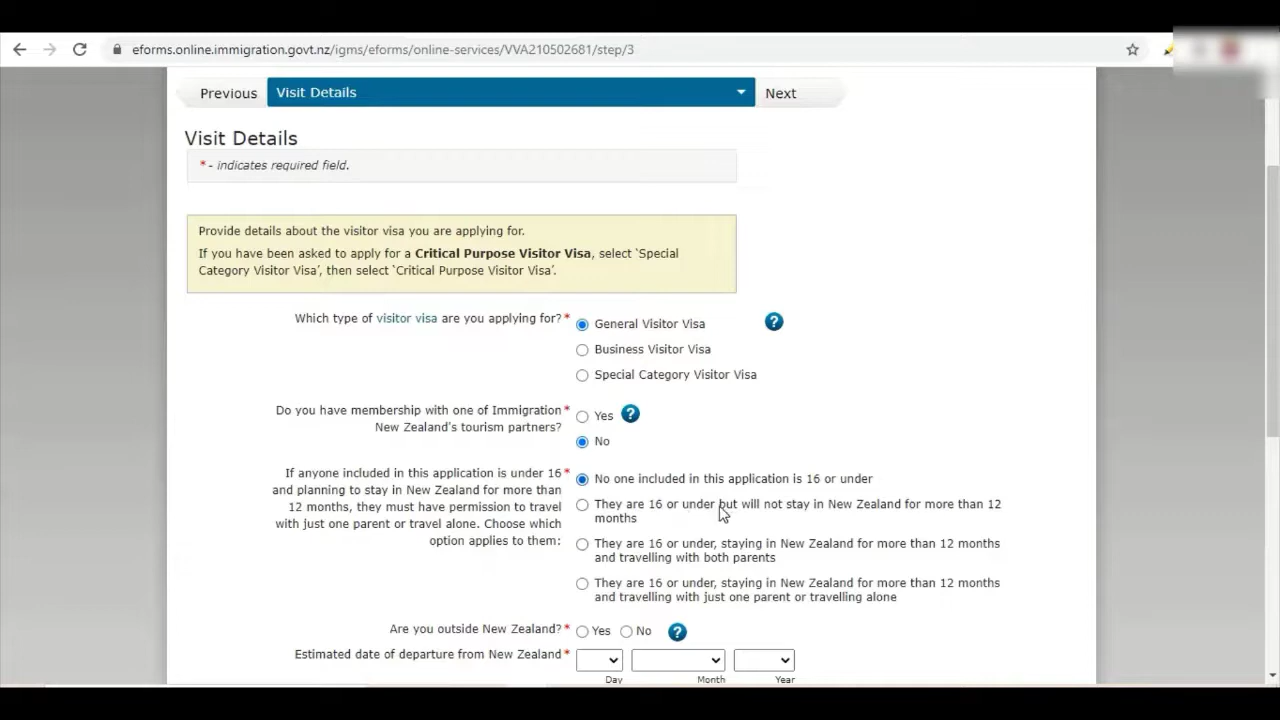 eforms.online.immigration.govt.nz/igms/eforms/online-services/VVA210502681/step/3
Previous
Visit Details
Next
Visit Details
* - indicates required field.
Provide details about the visitor visa you are applying for.
If you have been asked to apply for a Critical Purpose Visitor Visa, select `Special
Category Visitor Visa’, then select `Critical Purpose Visitor Visa’.
Which type of visitor visa are you applying for?*
General Visitor Visa
?
Business Visitor Visa
Special Category Visitor Visa
Do you have membership with one of Immigration *
New Zealand's tourism partners?
Yes
?
No
If anyone included in this application is under 16 *
and planning to stay in New Zealand for more than
12 months, they must have permission to travel
with just one parent or travel alone. Choose which
option applies to them:
No one included in this application is 16 or under
They are 16 or under but will not stay in New Zealand for more than 12
months
They are 16 or under, staying in New Zealand for more than 12 months
and travelling with both parents
They are 16 or under, staying in New Zealand for more than 12 months
and travelling with just one parent or travelling alone
Are you outside New Zealand?*
Yes
No
?
Estimated date of departure from New Zealand *
Day
Month
Year